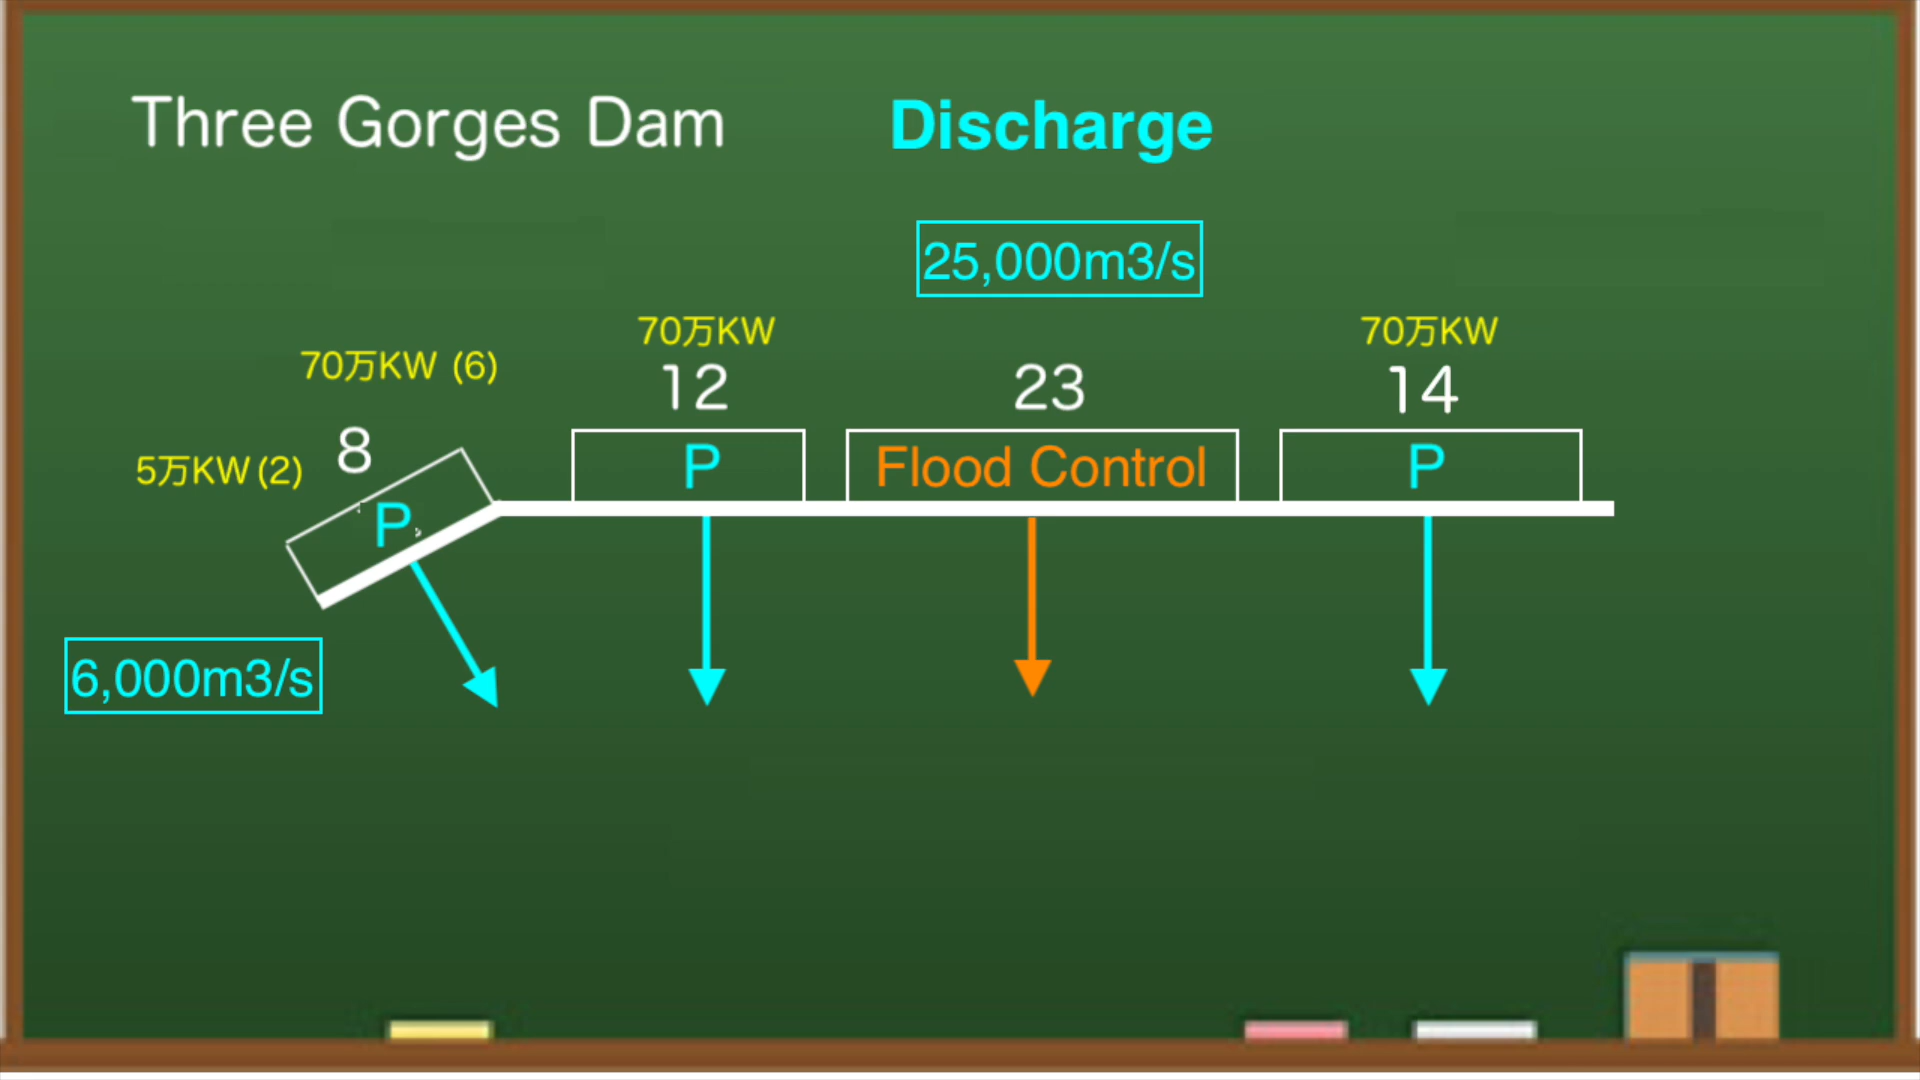 Three Gorges Dam
Discharge
25,000m3/s
70万KW
70万KW
70万KW (6)
12
23
14
8
5万KW (2)
P
Flood Control
P
P
6,000m3/s